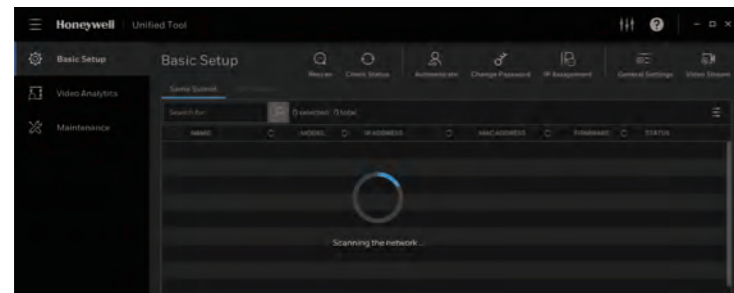 Honeywell Unified Tool
Basic Setup
Video Analytics
Maintenance
Basic Setup
Rescan Check Status Authenticate Change Password IP Assignment General Settings Video Stream
Same Subnet
Search for
0 selected 0 total
NAME MODEL IP ADDRESS MAC ADDRESS FIRMWARE STATUS
Scanning the network...